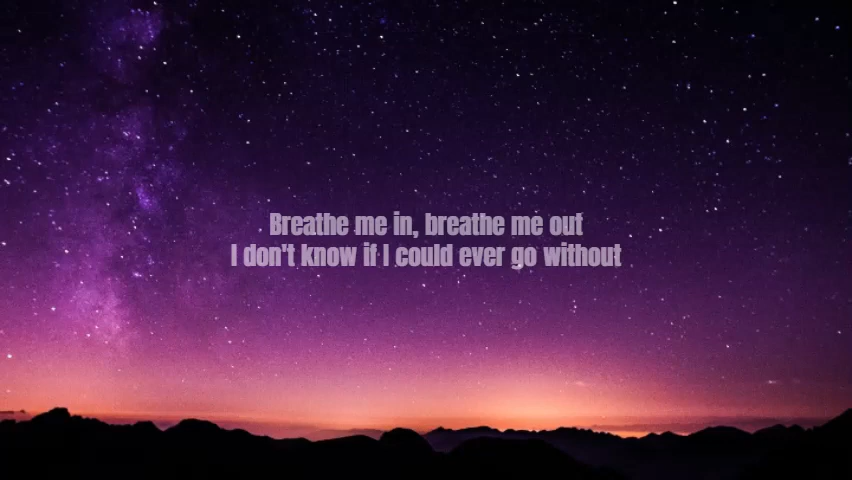 Breathe me in, breathe me out
I don't know if I could ever go without